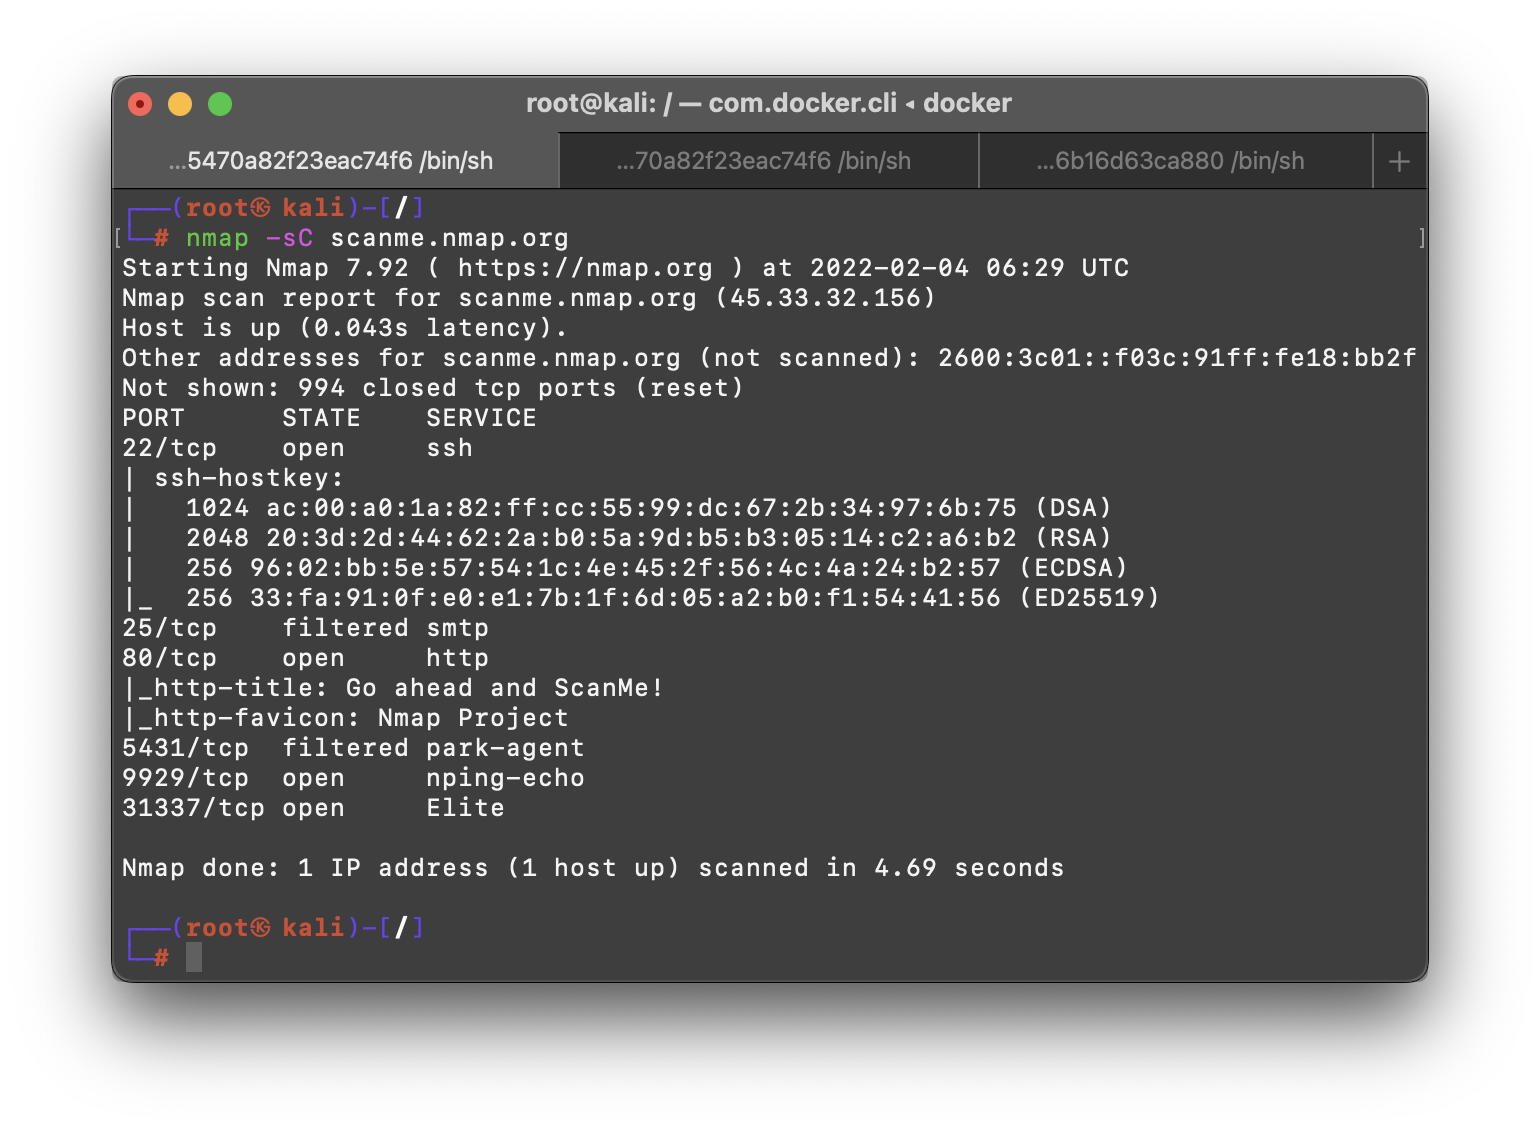 root@kali: / — com.docker.cli ◂ docker
...5470a82f23eac74f6 /bin/sh ...70a82f23eac74f6 /bin/sh ...6b16d63ca880 /bin/sh +
┌──(root㉿kali)-[/]
[└─# nmap -sC scanme.nmap.org ]
Starting Nmap 7.92 ( https://nmap.org ) at 2022-02-04 06:29 UTC
Nmap scan report for scanme.nmap.org (45.33.32.156)
Host is up (0.043s latency).
Other addresses for scanme.nmap.org (not scanned): 2600:3c01::f03c:91ff:fe18:bb2f
Not shown: 994 closed tcp ports (reset)
PORT      STATE    SERVICE
22/tcp    open     ssh
| ssh-hostkey:
|   1024 ac:00:a0:1a:82:ff:cc:55:99:dc:67:2b:34:97:6b:75 (DSA)
|   2048 20:3d:2d:44:62:2a:b0:5a:9d:b5:b3:05:14:c2:a6:b2 (RSA)
|   256 96:02:bb:5e:57:54:1c:4e:45:2f:56:4c:4a:24:b2:57 (ECDSA)
|_  256 33:fa:91:0f:e0:e1:7b:1f:6d:05:a2:b0:f1:54:41:56 (ED25519)
25/tcp    filtered smtp
80/tcp    open     http
|_http-title: Go ahead and ScanMe!
|_http-favicon: Nmap Project
5431/tcp  filtered park-agent
9929/tcp  open     nping-echo
31337/tcp open     Elite
Nmap done: 1 IP address (1 host up) scanned in 4.69 seconds
┌──(root㉿kali)-[/]
└─#